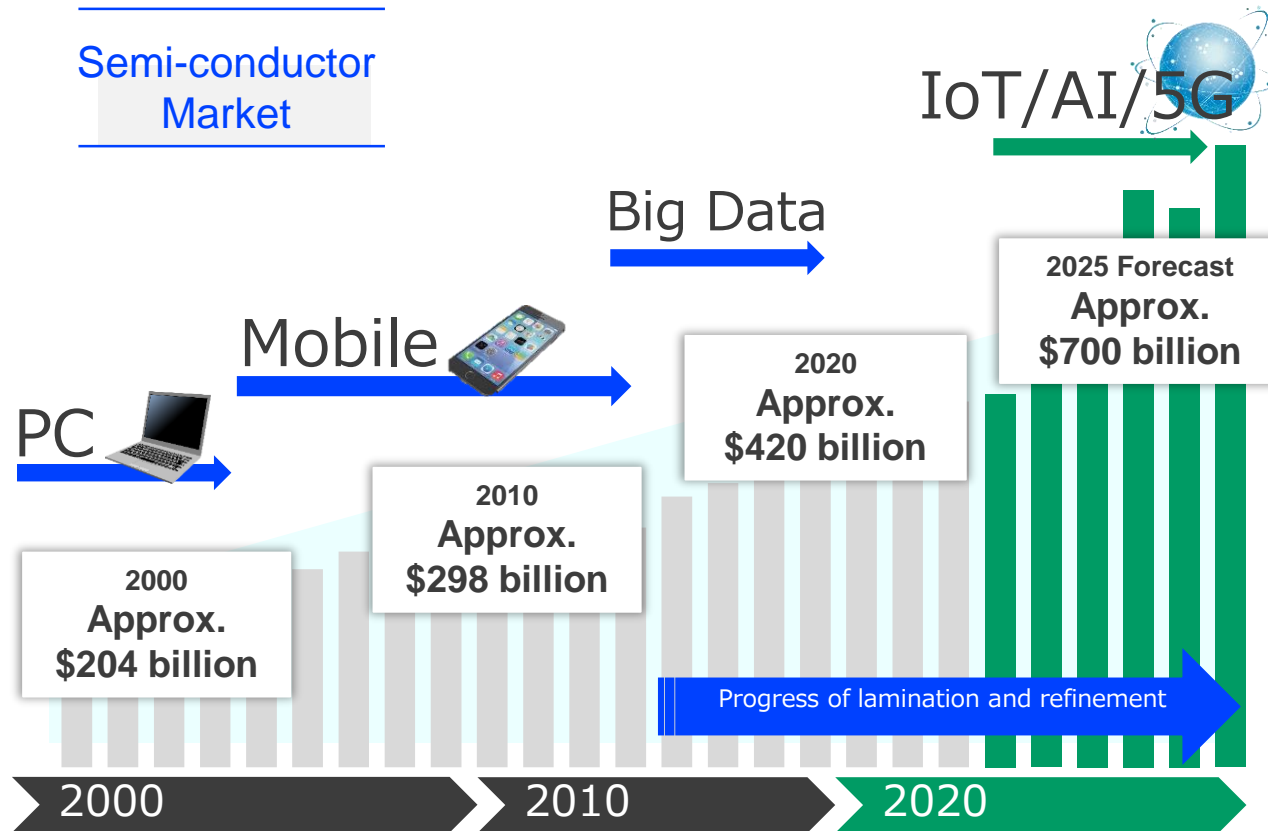 Semi-conductor
Market
IoT/AI/5G
Big Data
Mobile
PC
2025 Forecast
Approx.
$700 billion
2020
Approx.
$420 billion
2010
Approx.
$298 billion
2000
Approx.
$204 billion
Progress of lamination and refinement
2000
2010
2020